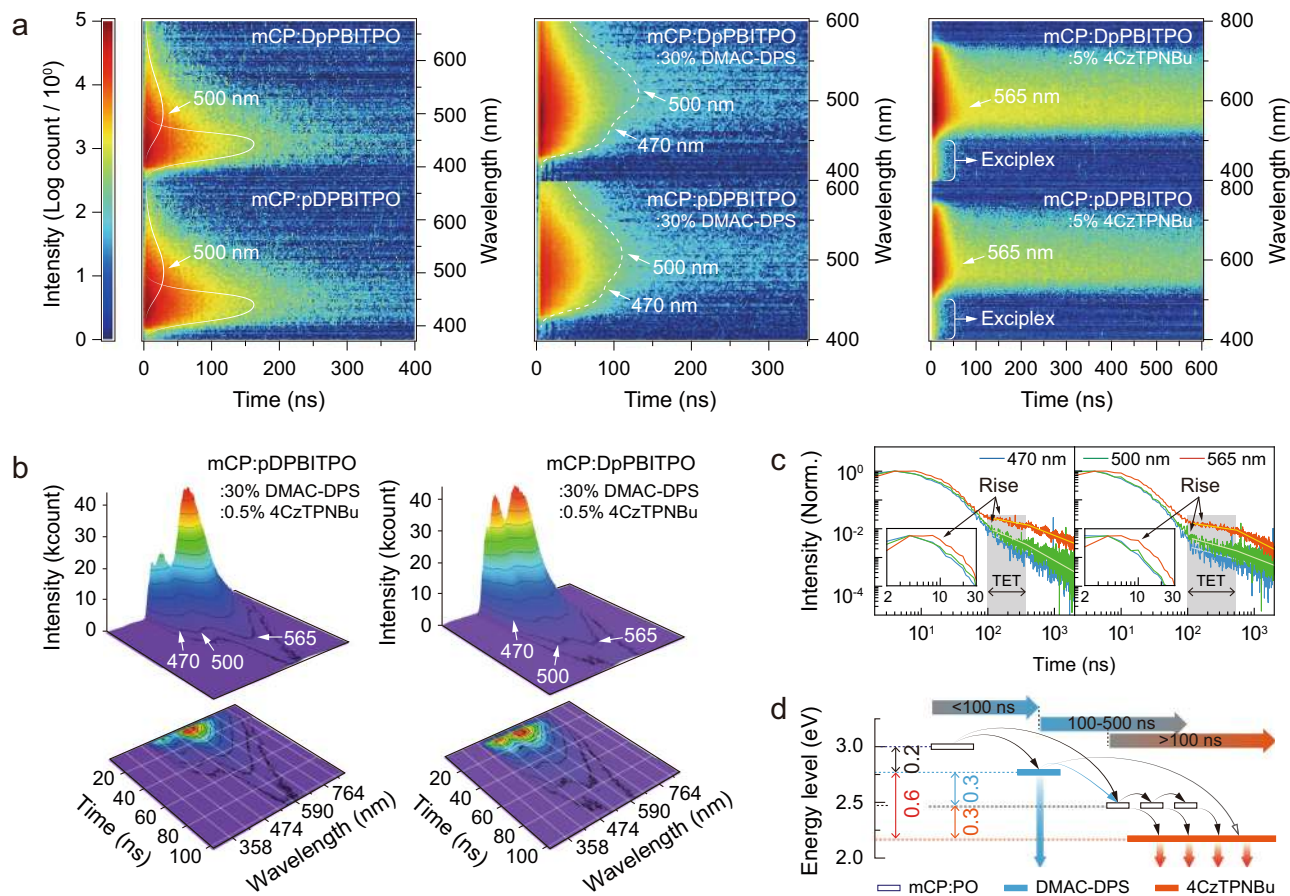 a
Intensity (Log count / 10⁰)
5
4
3
2
1
0
mCP:DpPBITPO
500 nm
mCP:pDPBITPO
500 nm
600
500
400
600
500
400
Wavelength (nm)
0 100 200 300 400
Time (ns)
mCP:DpPBITPO
:30% DMAC-DPS
500 nm
470 nm
mCP:pDPBITPO
:30% DMAC-DPS
500 nm
470 nm
600
500
400
600
500
400
Wavelength (nm)
0 100 200 300
Time (ns)
mCP:DpPBITPO
:5% 4CzTPNBu
565 nm
Exciplex
mCP:pDPBITPO
:5% 4CzTPNBu
565 nm
Exciplex
800
600
400
800
600
400
Wavelength (nm)
0 100 200 300 400 500 600
Time (ns)
b
mCP:pDPBITPO
:30% DMAC-DPS
:0.5% 4CzTPNBu
Intensity (kcount)
40
30
20
10
0
470
500
565
20
40
60
80
100
Time (ns)
358
474
590
764
Wavelength (nm)
mCP:DpPBITPO
:30% DMAC-DPS
:0.5% 4CzTPNBu
Intensity (kcount)
40
30
20
10
0
470
500
565
20
40
60
80
100
Time (ns)
358
474
590
764
Wavelength (nm)
c
470 nm 500 nm 565 nm
Intensity (Norm.)
10⁰
10⁻²
10⁻⁴
Rise
TET
2 10 30
Rise
TET
2 10 30
10¹ 10² 10³ 10¹ 10² 10³
Time (ns)
d
Energy level (eV)
3.0
2.5
2.0
<100 ns
100-500 ns
>100 ns
0.2
0.6
0.3
0.3
mCP:PO DMAC-DPS 4CzTPNBu